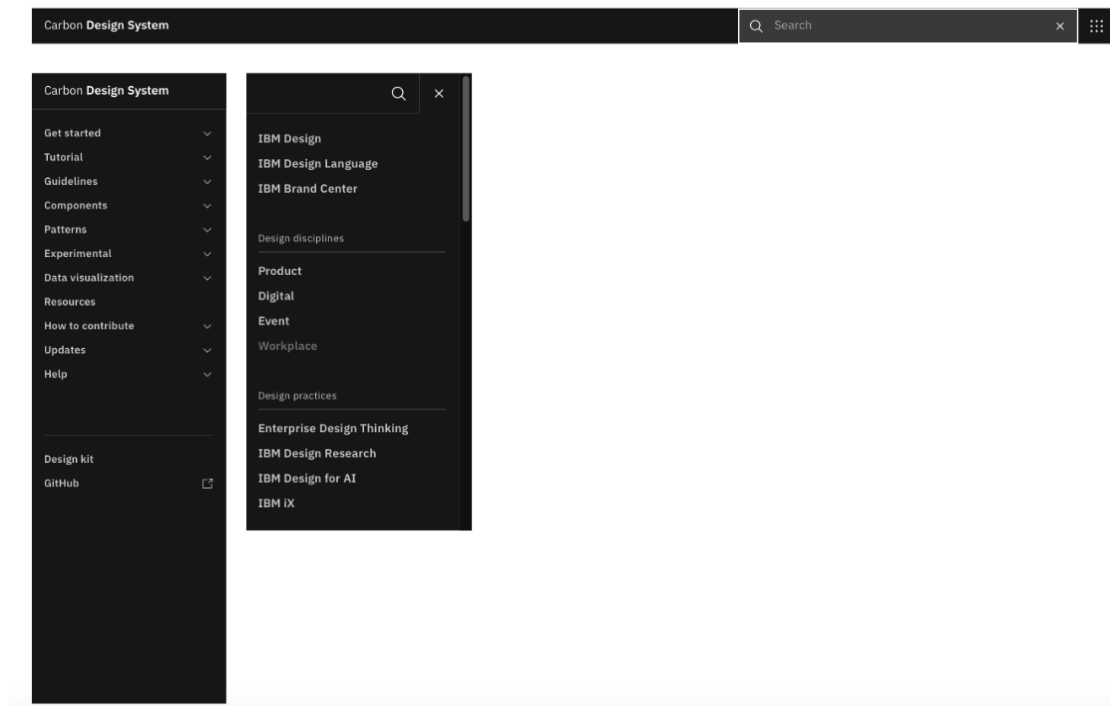 Carbon Design System
Search
Carbon Design System
Get started
Tutorial
Guidelines
Components
Patterns
Experimental
Data visualization
Resources
How to contribute
Updates
Help
Design kit
GitHub
IBM Design
IBM Design Language
IBM Brand Center
Design disciplines
Product
Digital
Event
Workplace
Design practices
Enterprise Design Thinking
IBM Design Research
IBM Design for AI
IBM iX